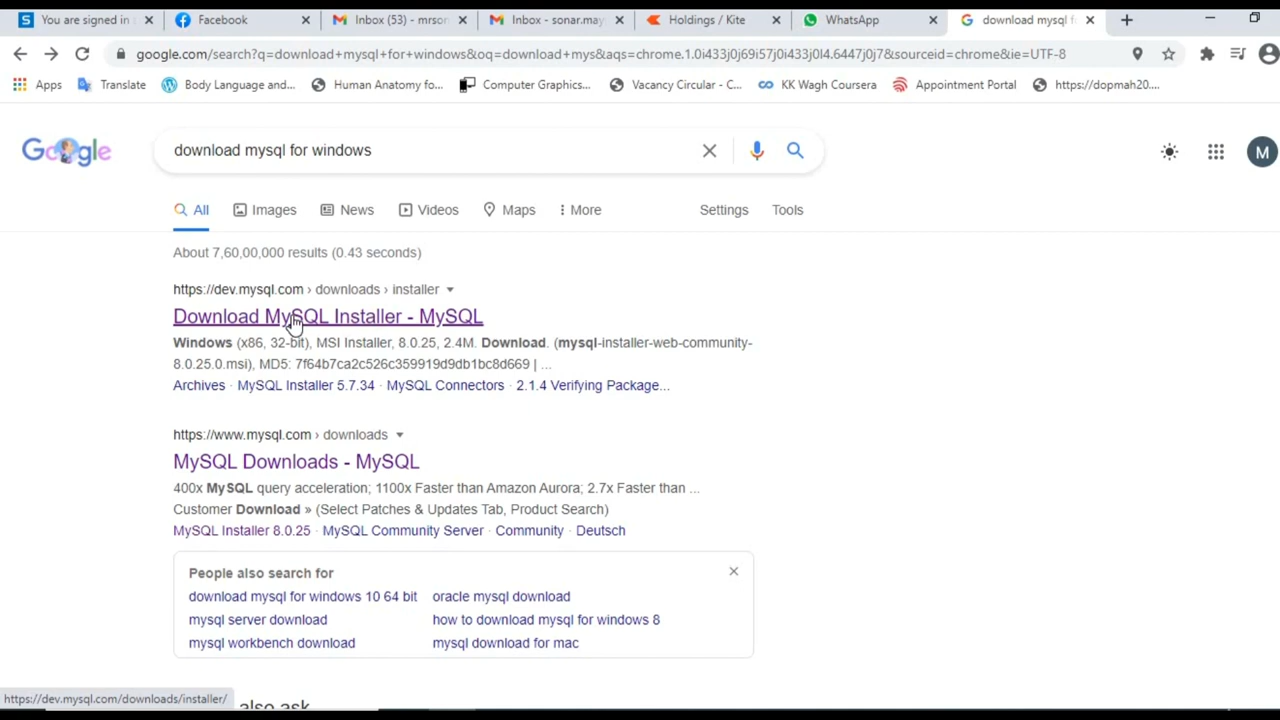 You are signed in
Facebook
Inbox (53) - mrson
Inbox - sonar.may
Holdings / Kite
WhatsApp
download mysql f
google.com/search?q=download+mysql+for+windows&oq=download+mys&aqs=chrome.1.0i433j0j69i57j0i433j0l4.6447j0j7&sourceid=chrome&ie=UTF-8
Apps
Translate
Body Language and...
Human Anatomy fo...
Computer Graphics...
Vacancy Circular - C...
KK Wagh Coursera
Appointment Portal
https://dopmah20....
Google
download mysql for windows
M
All
Images
News
Videos
Maps
More
Settings
Tools
About 7,60,00,000 results (0.43 seconds)
https://dev.mysql.com › downloads › installer
Download MySQL Installer - MySQL
Windows (x86, 32-bit), MSI Installer, 8.0.25, 2.4M. Download. (mysql-installer-web-community-
8.0.25.0.msi), MD5: 7f64b7ca2c526c359919d9db1bc8d669 | ...
Archives · MySQL Installer 5.7.34 · MySQL Connectors · 2.1.4 Verifying Package...
https://www.mysql.com › downloads
MySQL Downloads - MySQL
400x MySQL query acceleration; 1100x Faster than Amazon Aurora; 2.7x Faster than ...
Customer Download » (Select Patches & Updates Tab, Product Search)
MySQL Installer 8.0.25 · MySQL Community Server · Community · Deutsch
People also search for
download mysql for windows 10 64 bit
oracle mysql download
mysql server download
how to download mysql for windows 8
mysql workbench download
mysql download for mac
https://dev.mysql.com/downloads/installer/
also ask